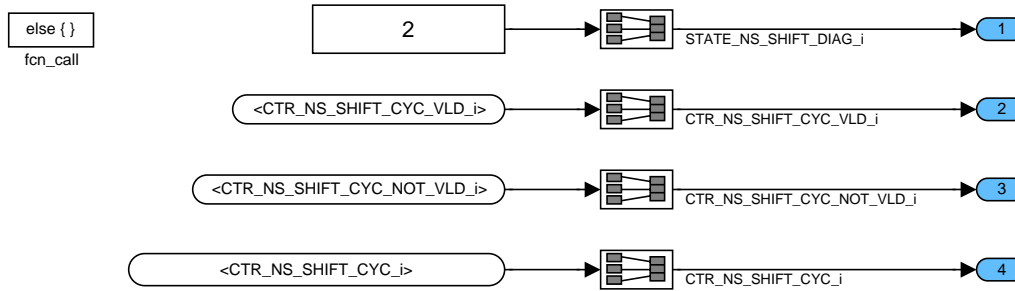 else { }
fcn_call
2
STATE_NS_SHIFT_DIAG_i
1
<CTR_NS_SHIFT_CYC_VLD_i>
CTR_NS_SHIFT_CYC_VLD_i
2
<CTR_NS_SHIFT_CYC_NOT_VLD_i>
CTR_NS_SHIFT_CYC_NOT_VLD_i
3
<CTR_NS_SHIFT_CYC_i>
CTR_NS_SHIFT_CYC_i
4